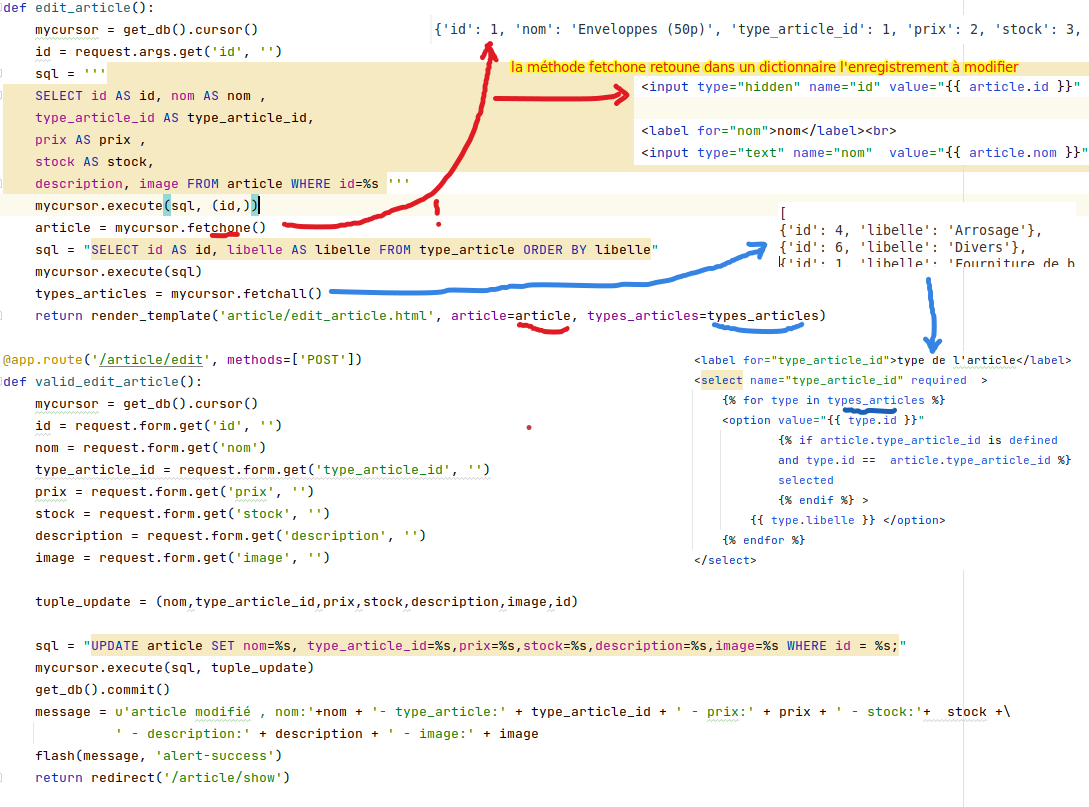 def edit_article():
    mycursor = get_db().cursor()
    id = request.args.get('id', '')
    sql = '''
    SELECT id AS id, nom AS nom ,
    type_article_id AS type_article_id,
    prix AS prix ,
    stock AS stock,
    description, image FROM article WHERE id=%s '''
    mycursor.execute(sql, (id,))
    article = mycursor.fetchone()
    sql = "SELECT id AS id, libelle AS libelle FROM type_article ORDER BY libelle"
    mycursor.execute(sql)
    types_articles = mycursor.fetchall()
    return render_template('article/edit_article.html', article=article, types_articles=types_articles)
{'id': 1, 'nom': 'Enveloppes (50p)', 'type_article_id': 1, 'prix': 2, 'stock': 3,
la méthode fetchone retoune dans un dictionnaire l'enregistrement à modifier
<input type="hidden" name="id" value="{{ article.id }}"
<label for="nom">nom</label><br>
<input type="text" name="nom"  value="{{ article.nom }}"
!
[
{'id': 4, 'libelle': 'Arrosage'},
{'id': 6, 'libelle': 'Divers'},
{'id': 1, 'libelle': 'Fourniture de b
@app.route('/article/edit', methods=['POST'])
def valid_edit_article():
    mycursor = get_db().cursor()
    id = request.form.get('id', '')
    nom = request.form.get('nom')
    type_article_id = request.form.get('type_article_id', '')
    prix = request.form.get('prix', '')
    stock = request.form.get('stock', '')
    description = request.form.get('description', '')
    image = request.form.get('image', '')
    tuple_update = (nom,type_article_id,prix,stock,description,image,id)
    sql = "UPDATE article SET nom=%s, type_article_id=%s,prix=%s,stock=%s,description=%s,image=%s WHERE id = %s;"
    mycursor.execute(sql, tuple_update)
    get_db().commit()
    message = u'article modifié , nom:'+nom + '- type_article:' + type_article_id + ' - prix:' + prix + ' - stock:'+  stock +\
              ' - description:' + description + ' - image:' + image
    flash(message, 'alert-success')
    return redirect('/article/show')
<label for="type_article_id">type de l'article</label>
<select name="type_article_id" required  >
    {% for type in types_articles %}
    <option value="{{ type.id }}"
            {% if article.type_article_id is defined
            and type.id ==  article.type_article_id %}
            selected
            {% endif %} >
        {{ type.libelle }} </option>
    {% endfor %}
</select>